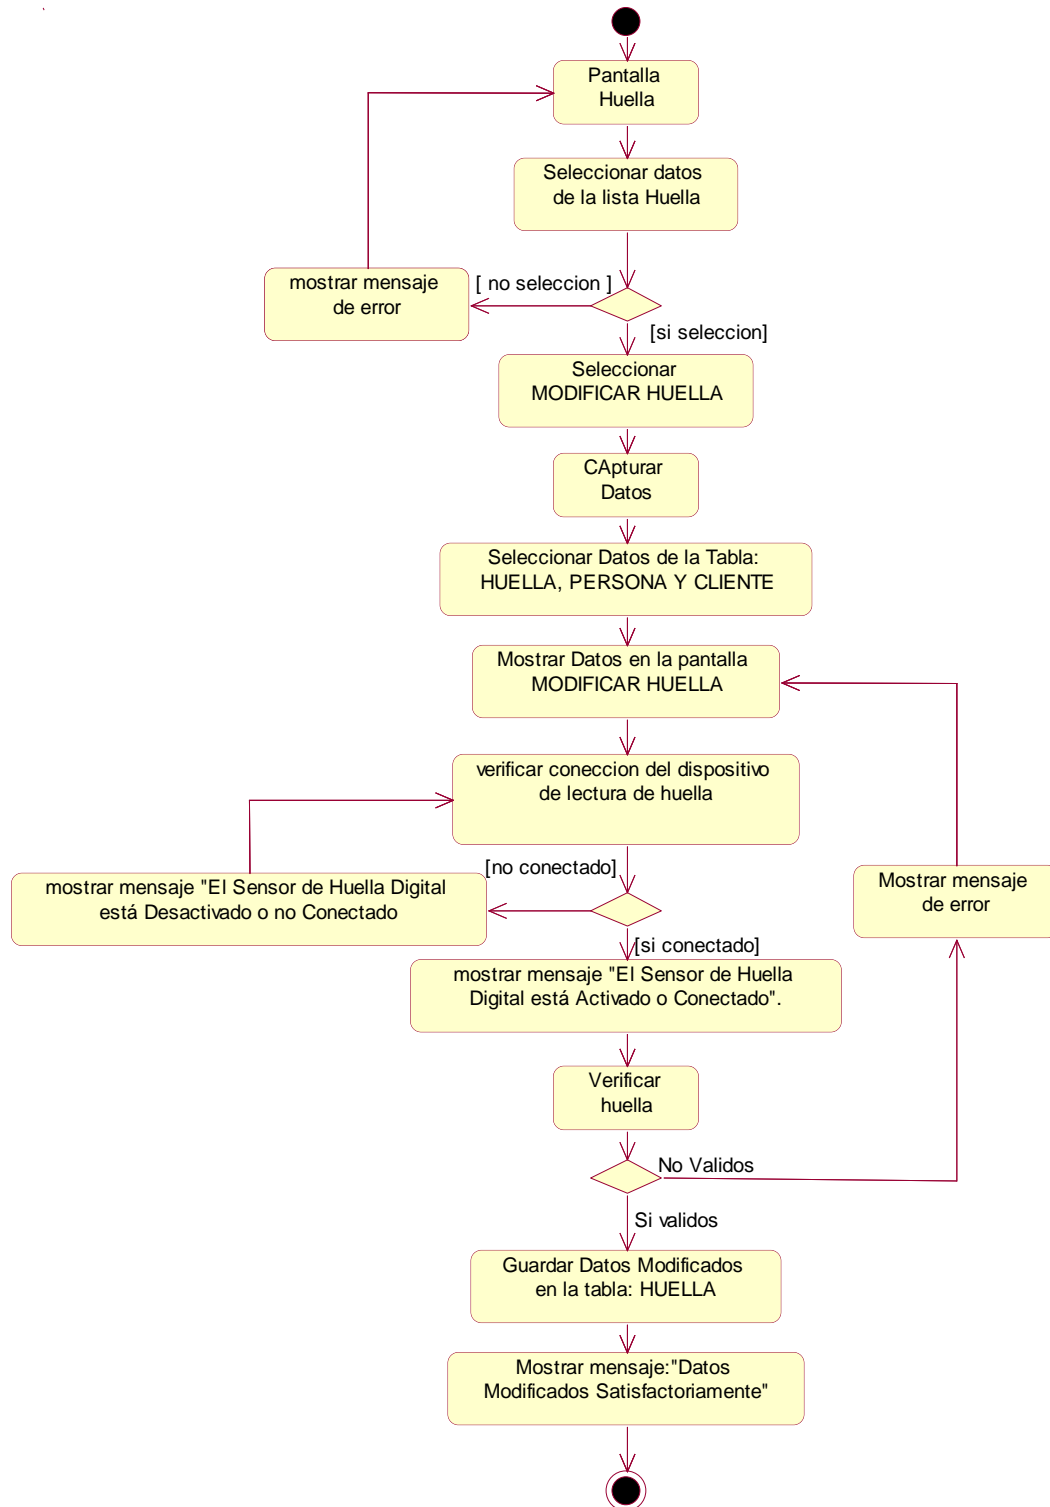 Pantalla
Huella
Seleccionar datos
de la lista Huella
mostrar mensaje
de error
[ no seleccion ]
[si seleccion]
Seleccionar
MODIFICAR HUELLA
CApturar
Datos
Seleccionar Datos de la Tabla:
HUELLA, PERSONA Y CLIENTE
Mostrar Datos en la pantalla
MODIFICAR HUELLA
verificar coneccion del dispositivo
de lectura de huella
[no conectado]
mostrar mensaje "El Sensor de Huella Digital
está Desactivado o no Conectado
Mostrar mensaje
de error
[si conectado]
mostrar mensaje "El Sensor de Huella
Digital está Activado o Conectado".
Verificar
huella
No Validos
Si validos
Guardar Datos Modificados
en la tabla: HUELLA
Mostrar mensaje:"Datos
Modificados Satisfactoriamente"